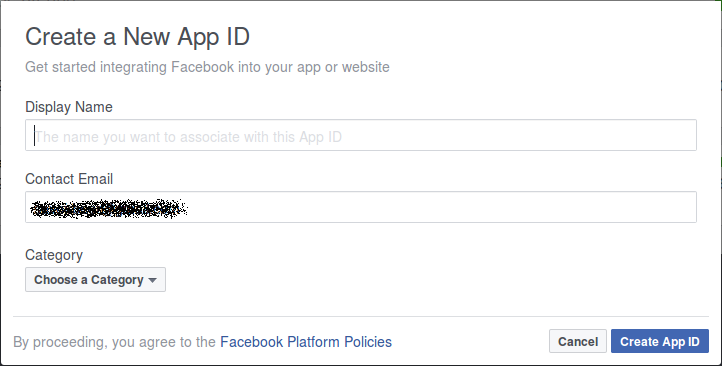 Create a New App ID
Get started integrating Facebook into your app or website
Display Name
The name you want to associate with this App ID
Contact Email
Category
Choose a Category
By proceeding, you agree to the Facebook Platform Policies
Cancel
Create App ID